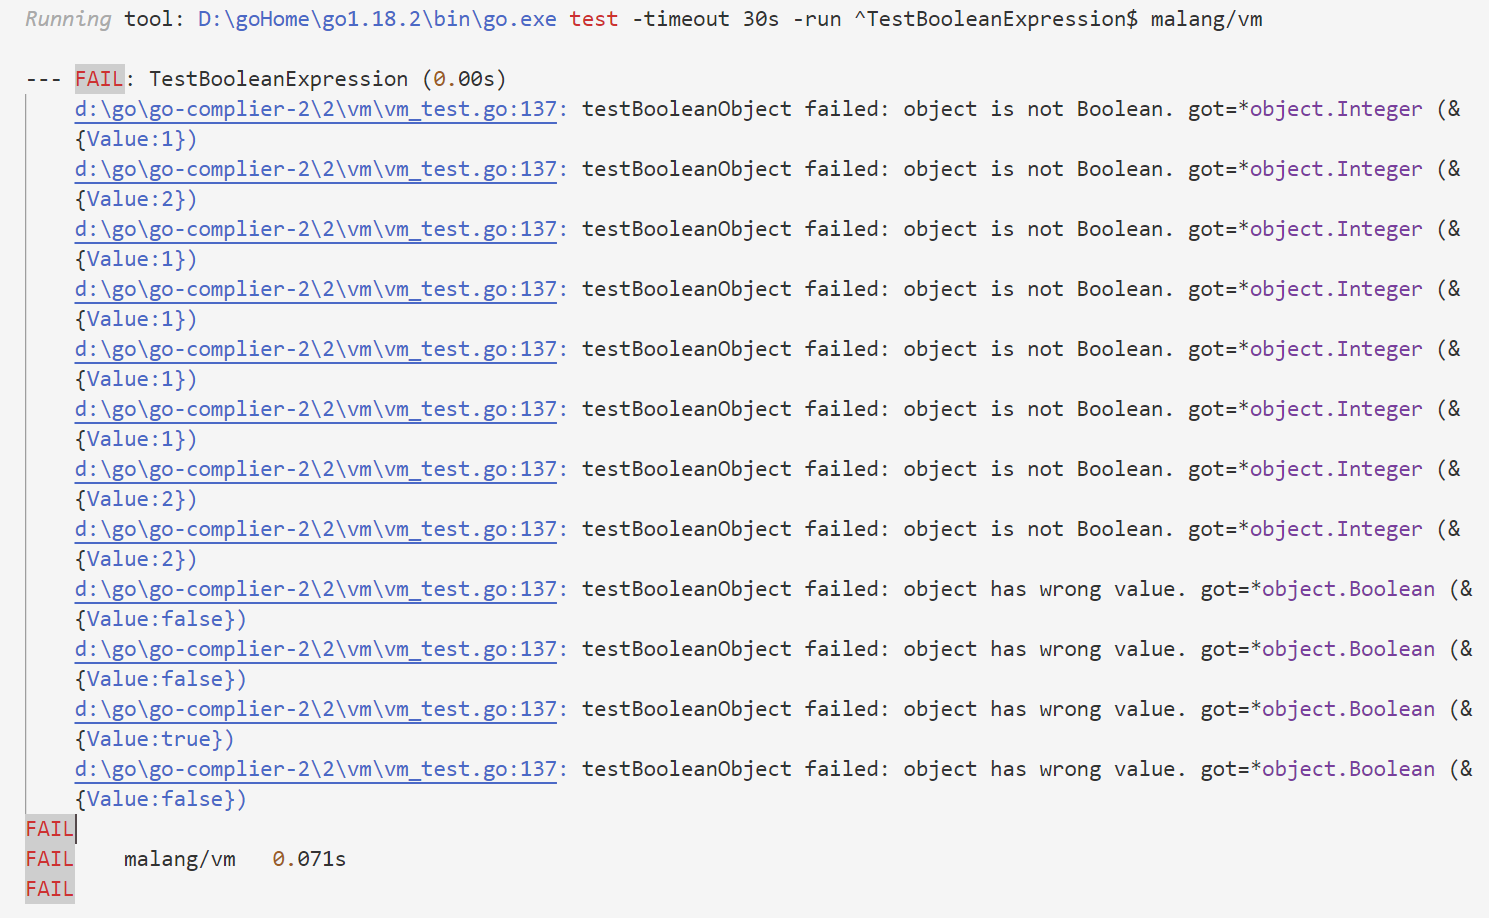 Running tool: D:\goHome\go1.18.2\bin\go.exe test -timeout 30s -run ^TestBooleanExpression$ malang/vm
--- FAIL: TestBooleanExpression (0.00s)
d:\go\go-complier-2\2\vm\vm_test.go:137: testBooleanObject failed: object is not Boolean. got=*object.Integer (&
{Value:1})
d:\go\go-complier-2\2\vm\vm_test.go:137: testBooleanObject failed: object is not Boolean. got=*object.Integer (&
{Value:2})
d:\go\go-complier-2\2\vm\vm_test.go:137: testBooleanObject failed: object is not Boolean. got=*object.Integer (&
{Value:1})
d:\go\go-complier-2\2\vm\vm_test.go:137: testBooleanObject failed: object is not Boolean. got=*object.Integer (&
{Value:1})
d:\go\go-complier-2\2\vm\vm_test.go:137: testBooleanObject failed: object is not Boolean. got=*object.Integer (&
{Value:1})
d:\go\go-complier-2\2\vm\vm_test.go:137: testBooleanObject failed: object is not Boolean. got=*object.Integer (&
{Value:1})
d:\go\go-complier-2\2\vm\vm_test.go:137: testBooleanObject failed: object is not Boolean. got=*object.Integer (&
{Value:2})
d:\go\go-complier-2\2\vm\vm_test.go:137: testBooleanObject failed: object is not Boolean. got=*object.Integer (&
{Value:2})
d:\go\go-complier-2\2\vm\vm_test.go:137: testBooleanObject failed: object has wrong value. got=*object.Boolean (&
{Value:false})
d:\go\go-complier-2\2\vm\vm_test.go:137: testBooleanObject failed: object has wrong value. got=*object.Boolean (&
{Value:false})
d:\go\go-complier-2\2\vm\vm_test.go:137: testBooleanObject failed: object has wrong value. got=*object.Boolean (&
{Value:true})
d:\go\go-complier-2\2\vm\vm_test.go:137: testBooleanObject failed: object has wrong value. got=*object.Boolean (&
{Value:false})
FAIL
FAIL    malang/vm   0.071s
FAIL